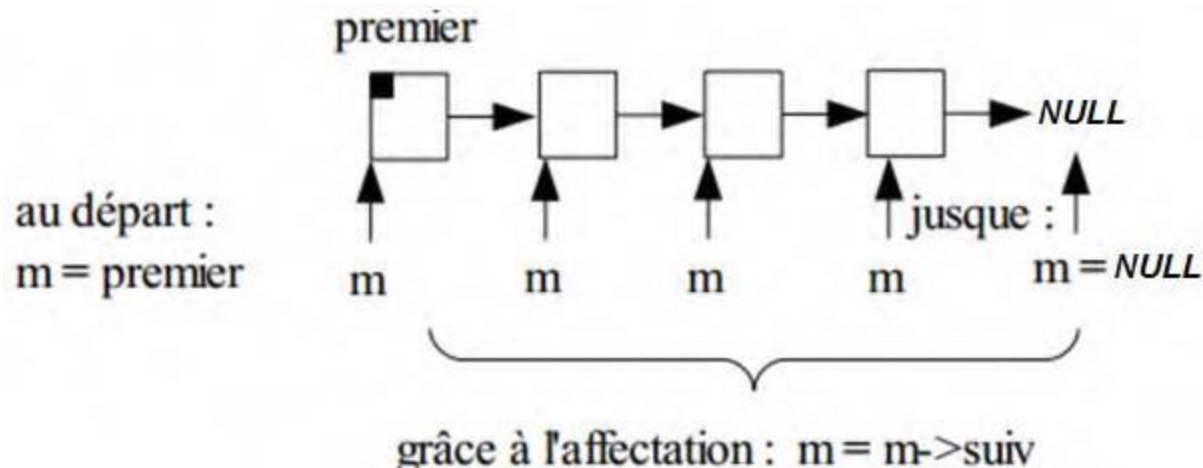 premier
NULL
au départ :
jusque :
m = premier
m
m
m
m
m = NULL
grâce à l'affectation : m = m->suiv